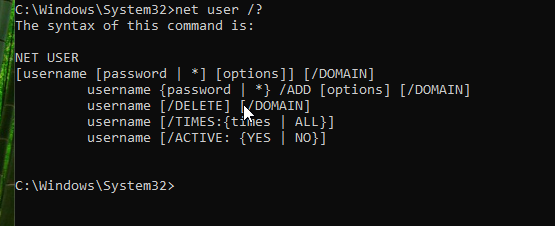 C:\Windows\System32>net user /?
The syntax of this command is:
NET USER
[username [password | *] [options]] [/DOMAIN]
username {password | *} /ADD [options] [/DOMAIN]
username [/DELETE] [/DOMAIN]
username [/TIMES:{times | ALL}]
username [/ACTIVE: {YES | NO}]
C:\Windows\System32>